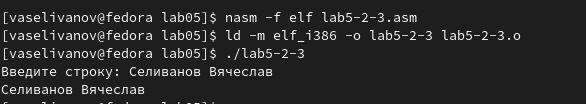 [vaselivanov@fedora lab05]$ nasm -f elf lab5-2-3.asm
[vaselivanov@fedora lab05]$ ld -m elf_i386 -o lab5-2-3 lab5-2-3.o
[vaselivanov@fedora lab05]$ ./lab5-2-3
Введите строку: Селиванов Вячеслав
Селиванов Вячеслав